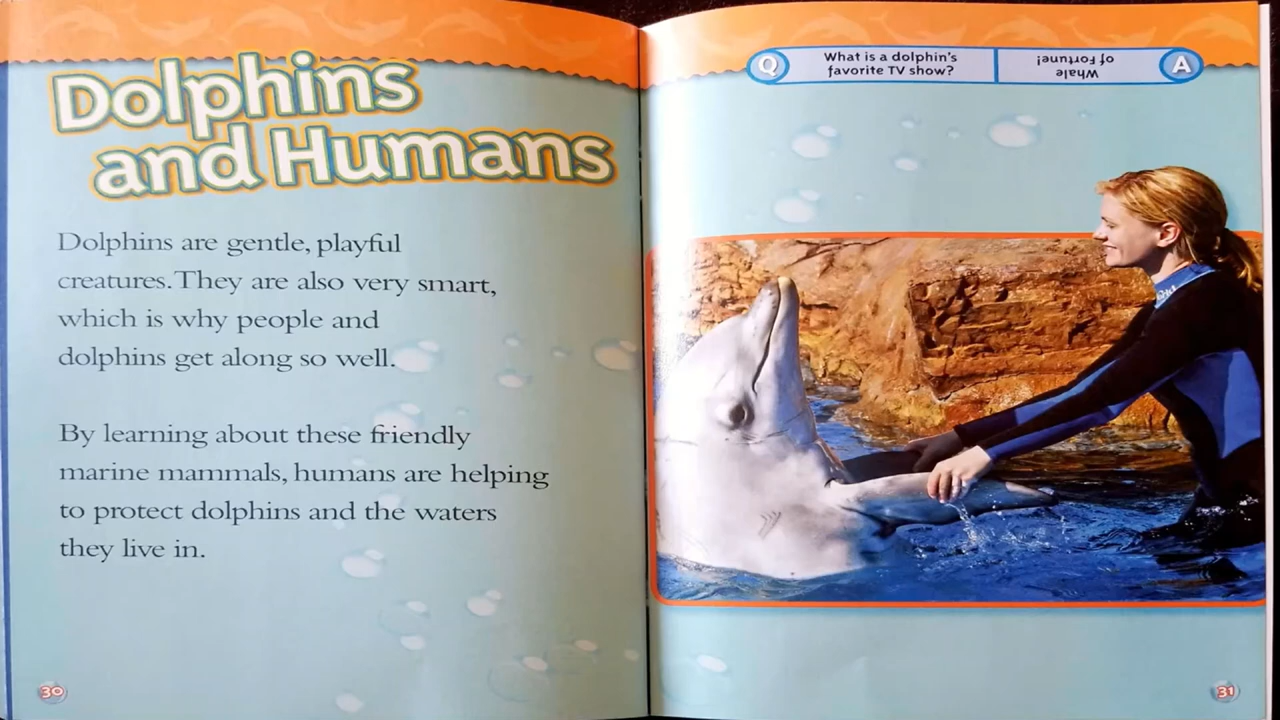 Dolphins
and Humans
Dolphins are gentle, playful
creatures. They are also very smart,
which is why people and
dolphins get along so well.
By learning about these friendly
marine mammals, humans are helping
to protect dolphins and the waters
they live in.
30
Q
What is a dolphin's
favorite TV show?
Whale
of Fortune!
A
31